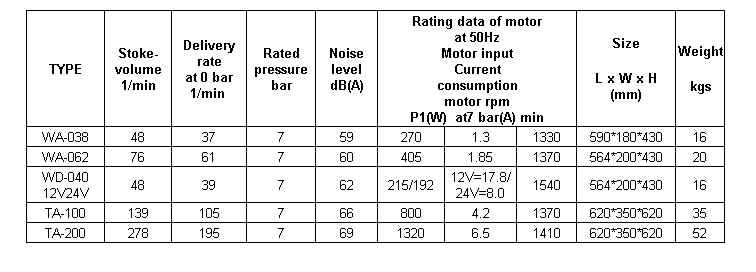 TYPE
Stoke-
volume
1/min
Delivery
rate
at 0 bar
1/min
Rated
pressure
bar
Noise
level
dB(A)
Rating data of motor
at 50Hz
Motor input
Current
consumption
motor rpm
P1(W) at7 bar(A) min
Size
L x W x H
(mm)
Weight
kgs
WA-038 48 37 7 59 270 1.3 1330 590*180*430 16
WA-062 76 61 7 60 405 1.85 1370 564*200*430 20
WD-040
12V24V 48 39 7 62 215/192 12V=17.8/
24V=8.0 1540 564*200*430 16
TA-100 139 105 7 66 800 4.2 1370 620*350*620 35
TA-200 278 195 7 69 1320 6.5 1410 620*350*620 52